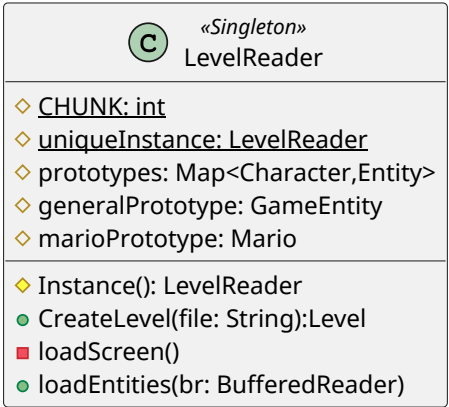 C
«Singleton»
LevelReader
CHUNK: int
uniqueInstance: LevelReader
prototypes: Map<Character,Entity>
generalPrototype: GameEntity
marioPrototype: Mario
Instance(): LevelReader
CreateLevel(file: String):Level
loadScreen()
loadEntities(br: BufferedReader)